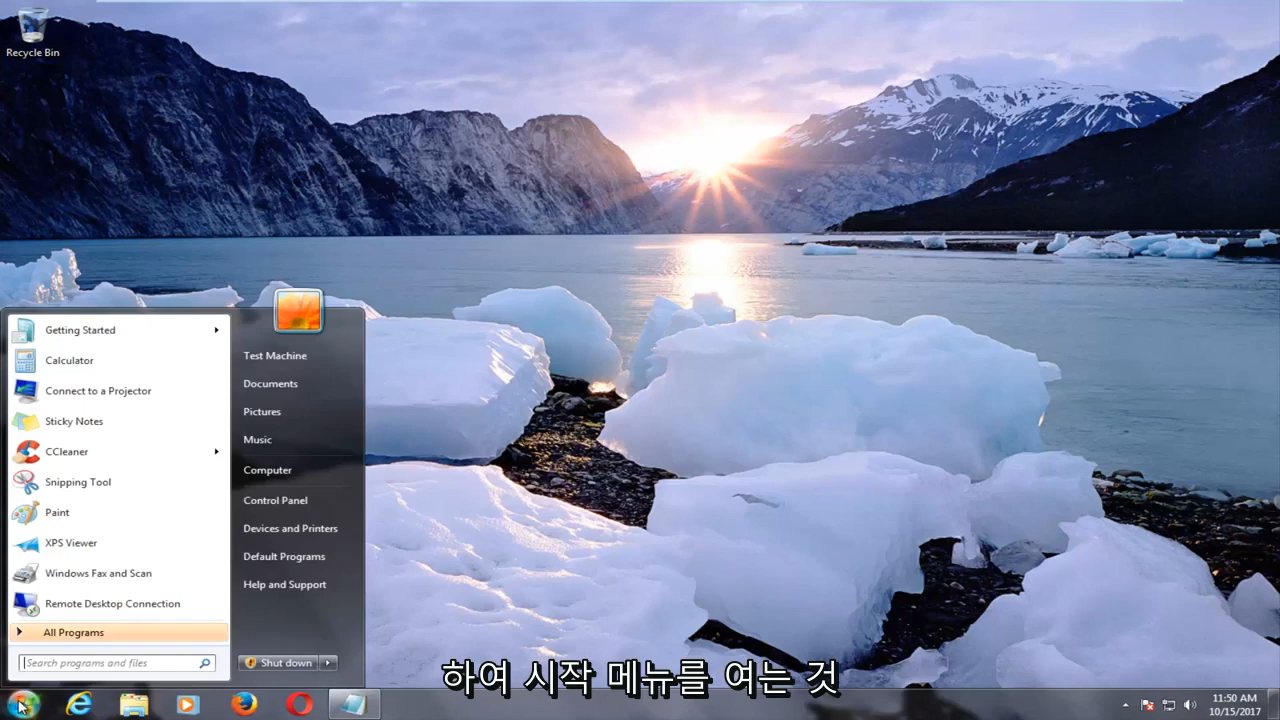 Recycle Bin
Getting Started
Calculator
Connect to a Projector
Sticky Notes
CCleaner
Snipping Tool
Paint
XPS Viewer
Windows Fax and Scan
Remote Desktop Connection
All Programs
Search programs and files
Test Machine
Documents
Pictures
Music
Computer
Control Panel
Devices and Printers
Default Programs
Help and Support
Shut down
하여 시작 메뉴를 여는 것
11:50 AM
10/15/2017